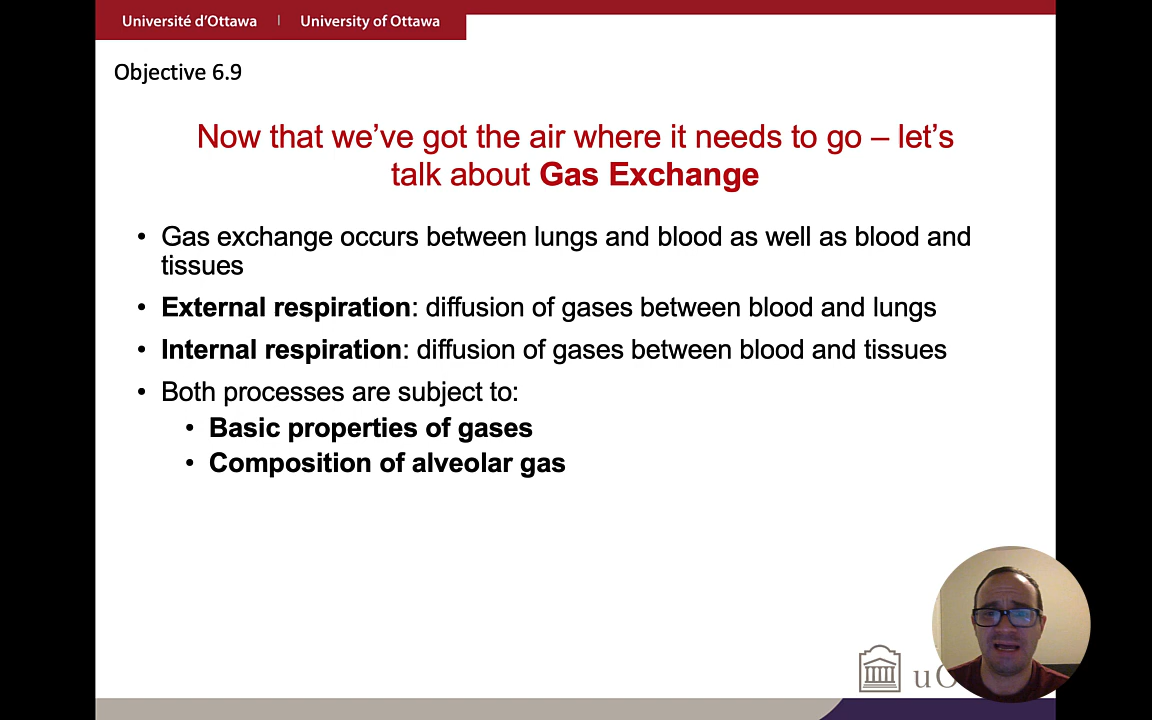 Université d'Ottawa | University of Ottawa
Objective 6.9
Now that we've got the air where it needs to go – let's
talk about Gas Exchange
• Gas exchange occurs between lungs and blood as well as blood and
tissues
• External respiration: diffusion of gases between blood and lungs
• Internal respiration: diffusion of gases between blood and tissues
• Both processes are subject to:
• Basic properties of gases
• Composition of alveolar gas